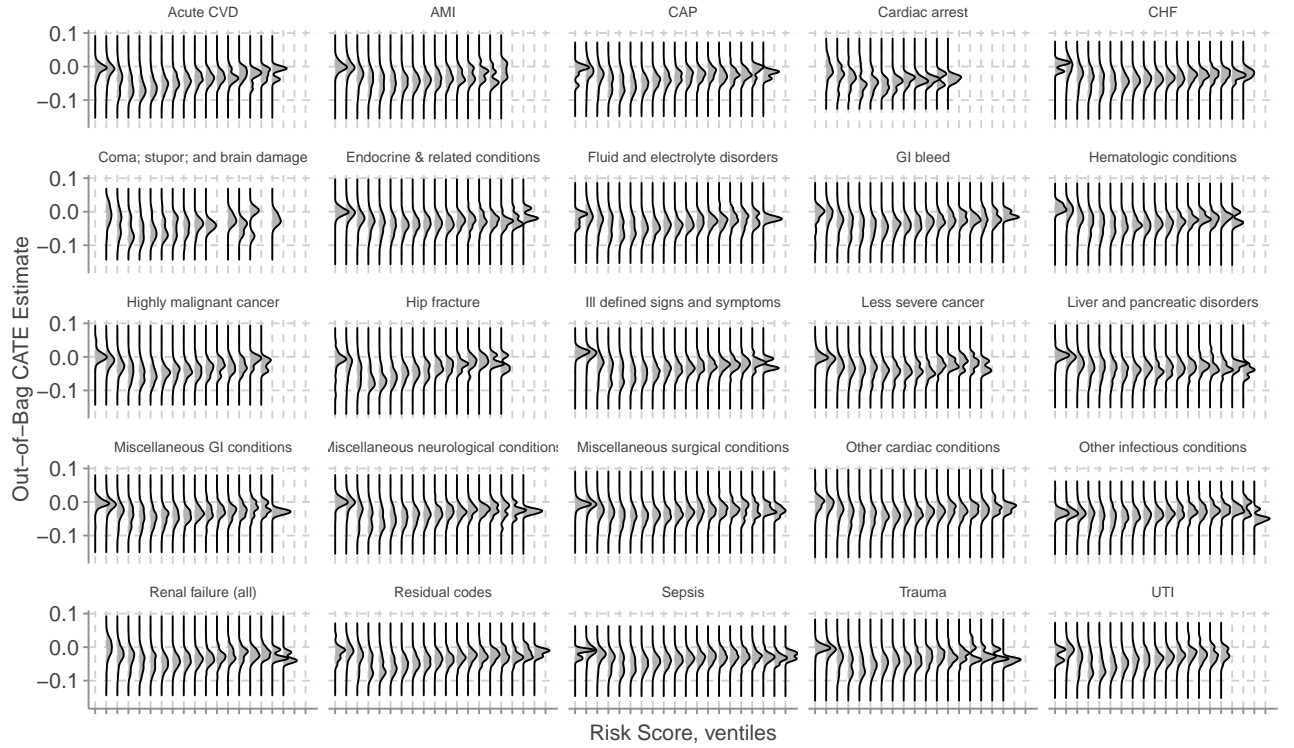 Acute CVD
AMI
CAP
Cardiac arrest
CHF
0.1
0.0
−0.1
Coma; stupor; and brain damage
Endocrine & related conditions
Fluid and electrolyte disorders
GI bleed
Hematologic conditions
0.1
0.0
−0.1
Highly malignant cancer
Hip fracture
Ill defined signs and symptoms
Less severe cancer
Liver and pancreatic disorders
0.1
0.0
−0.1
Miscellaneous GI conditions
Miscellaneous neurological conditions
Miscellaneous surgical conditions
Other cardiac conditions
Other infectious conditions
0.1
0.0
−0.1
Renal failure (all)
Residual codes
Sepsis
Trauma
UTI
0.1
0.0
−0.1
Out−of−Bag CATE Estimate
Risk Score, ventiles